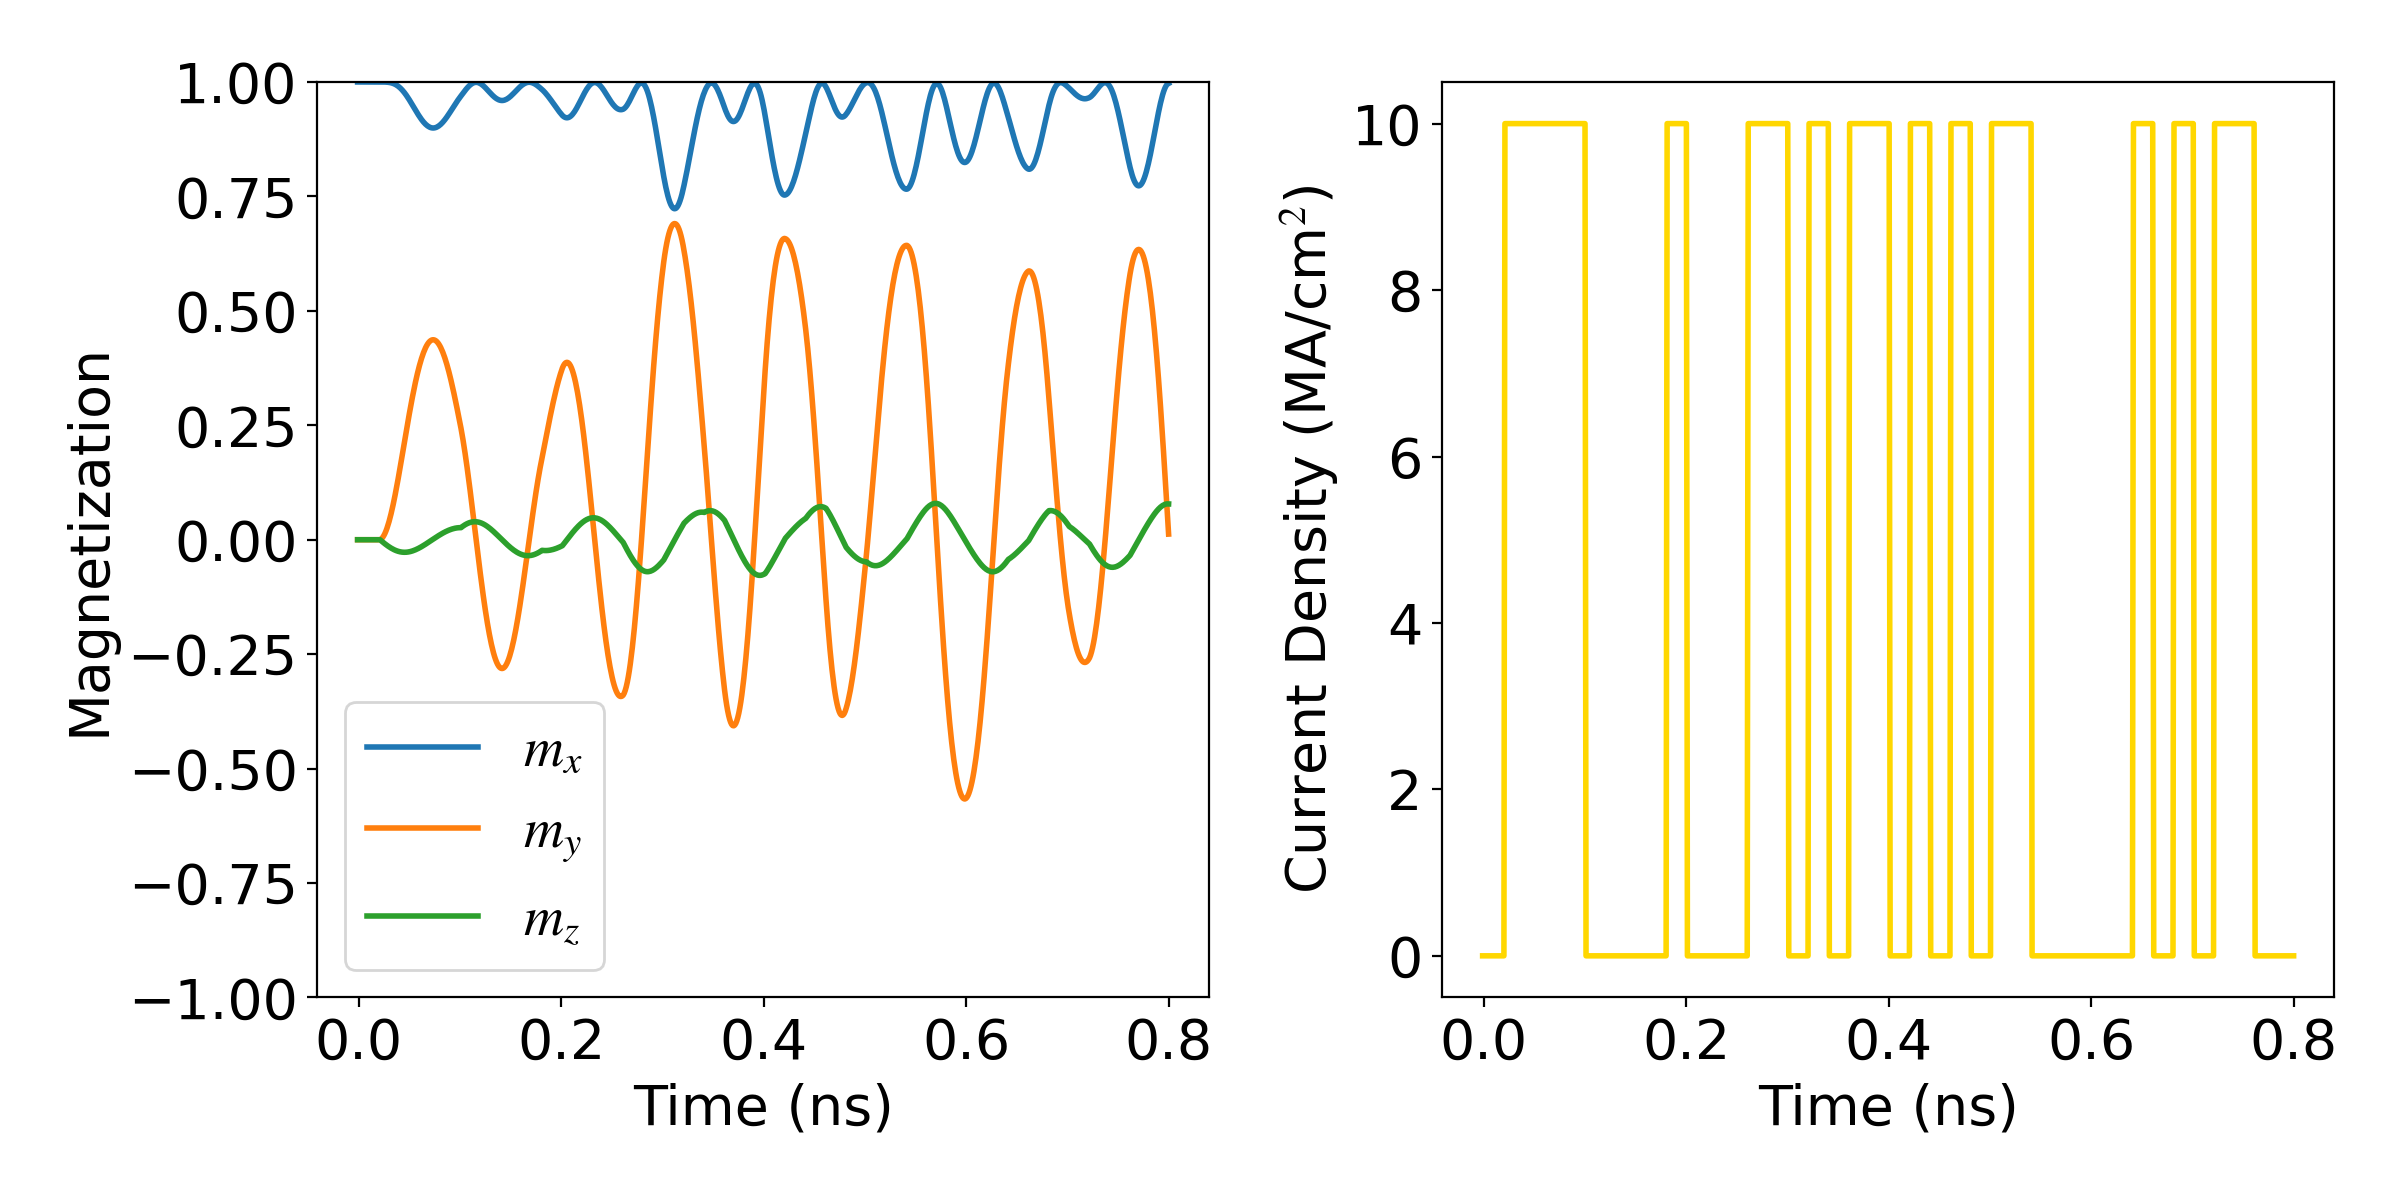 1.00
0.75
0.50
0.25
0.00
−0.25
−0.50
−0.75
−1.00
Magnetization
m_x
m_y
m_z
0.0 0.2 0.4 0.6 0.8
Time (ns)
10
8
6
4
2
0
Current Density (MA/cm²)
0.0 0.2 0.4 0.6 0.8
Time (ns)